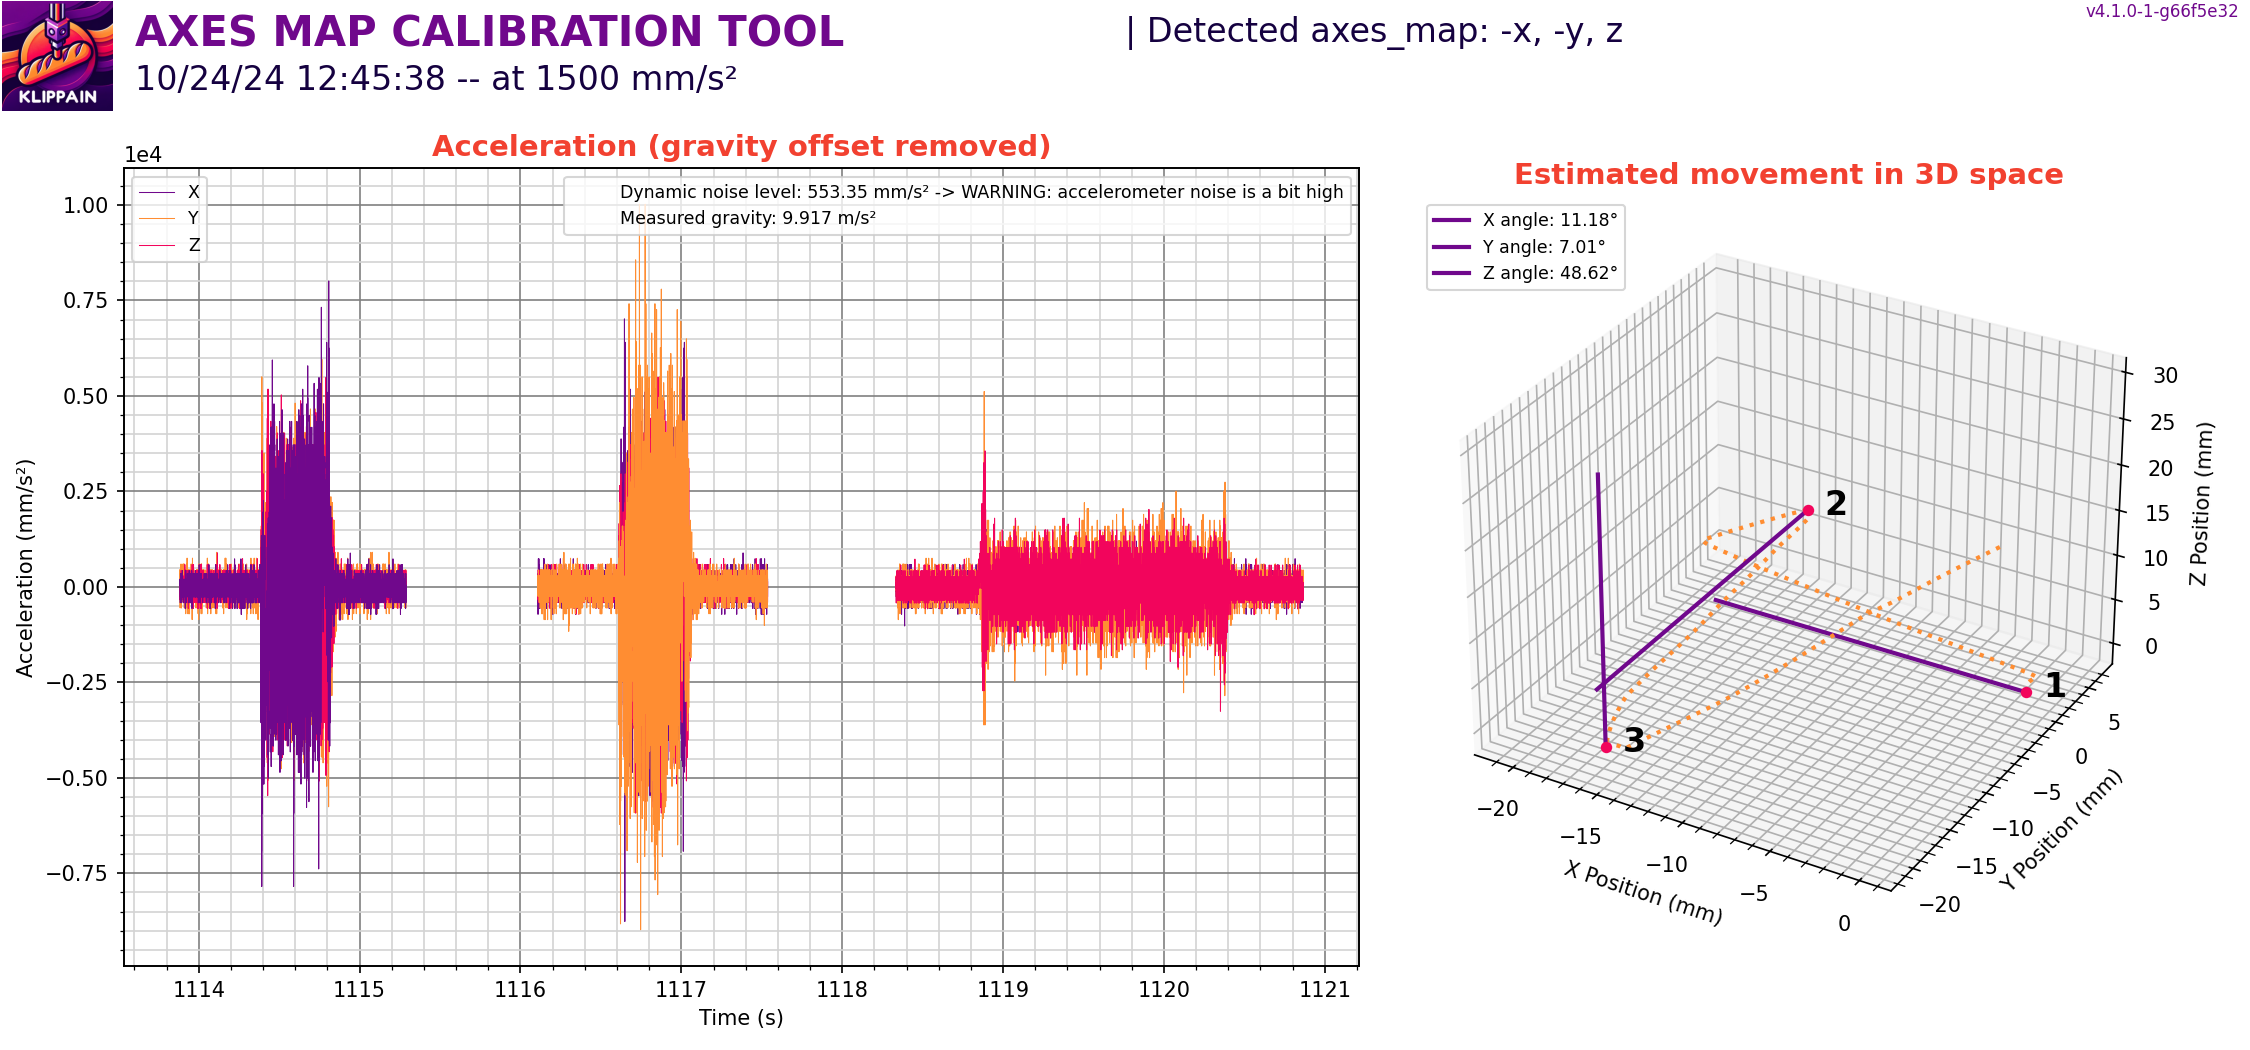 KLIPPAIN
AXES MAP CALIBRATION TOOL
10/24/24 12:45:38 -- at 1500 mm/s²
| Detected axes_map: -x, -y, z
v4.1.0-1-g66f5e32
Acceleration (gravity offset removed)
1e4
X
Y
Z
Dynamic noise level: 553.35 mm/s² -> WARNING: accelerometer noise is a bit high
Measured gravity: 9.917 m/s²
1.00
0.75
0.50
0.25
0.00
−0.25
−0.50
−0.75
Acceleration (mm/s²)
1114
1115
1116
1117
1118
1119
1120
1121
Time (s)
Estimated movement in 3D space
X angle: 11.18°
Y angle: 7.01°
Z angle: 48.62°
1
2
3
30
25
20
15
10
5
0
Z Position (mm)
5
0
−5
−10
−15
−20
Y Position (mm)
−20
−15
−10
−5
0
X Position (mm)